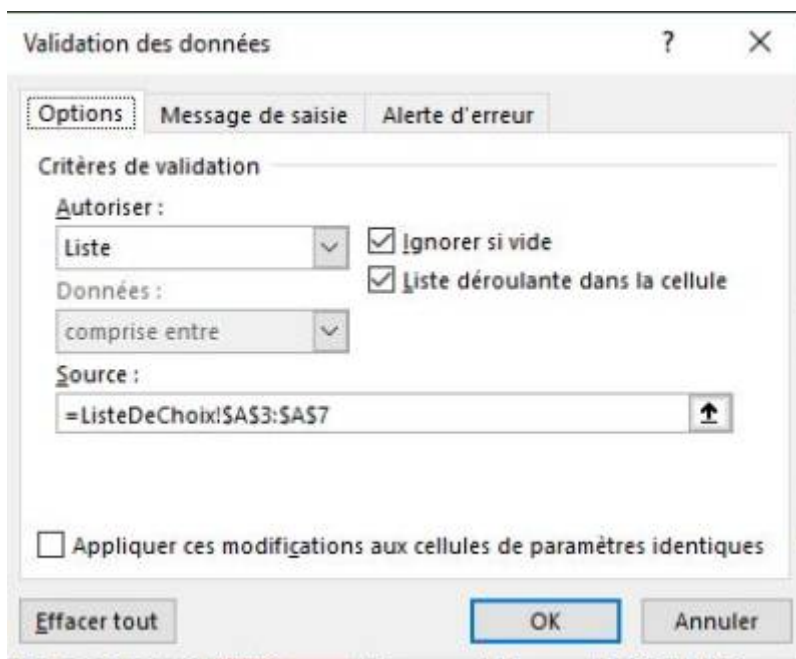 Validation des données
Options Message de saisie Alerte d'erreur
Critères de validation
Autoriser :
Liste
Ignorer si vide
Liste déroulante dans la cellule
Données :
comprise entre
Source :
=ListeDeChoix!$A$3:$A$7
Appliquer ces modifications aux cellules de paramètres identiques
Effacer tout OK Annuler